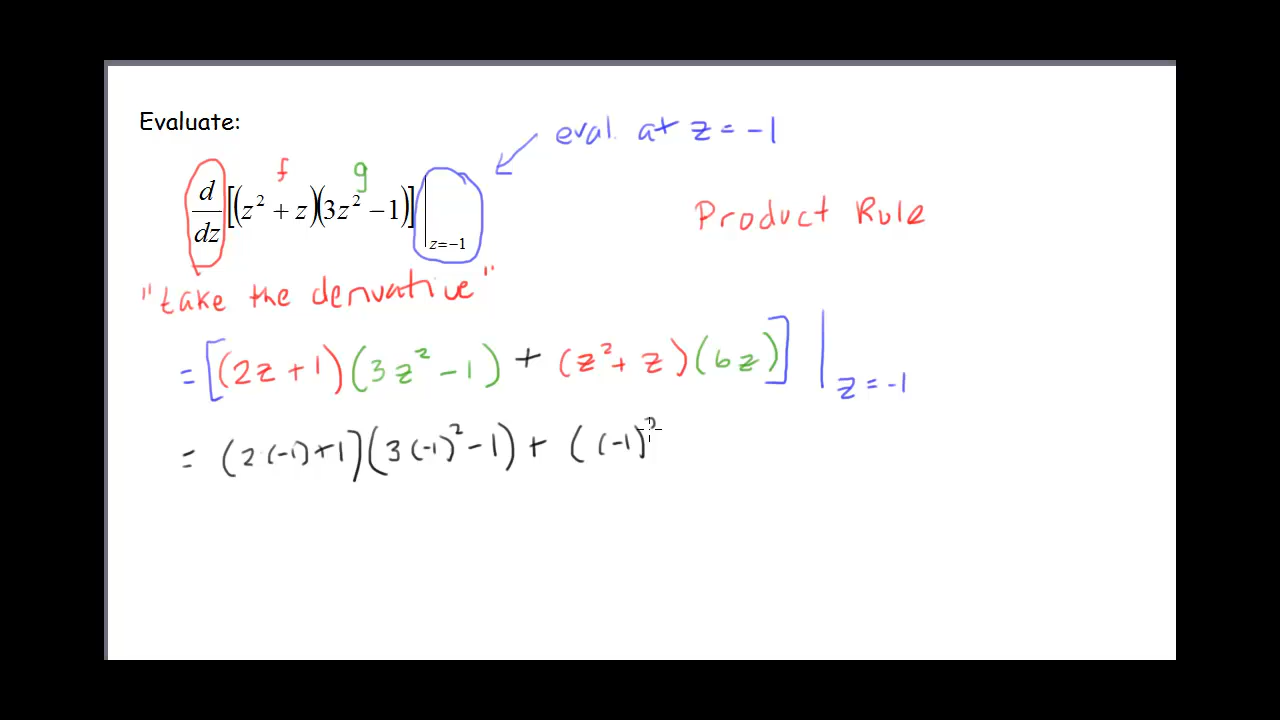 Evaluate:
eval. at z = -1
f g
d/dz [(z² + z)(3z² − 1)] | z=−1
Product Rule
"take the derivative"
= [(2z + 1)(3z² - 1) + (z² + z)(6z)] | z = -1
= (2·(-1)+1)(3(-1)² - 1) + ((-1)²